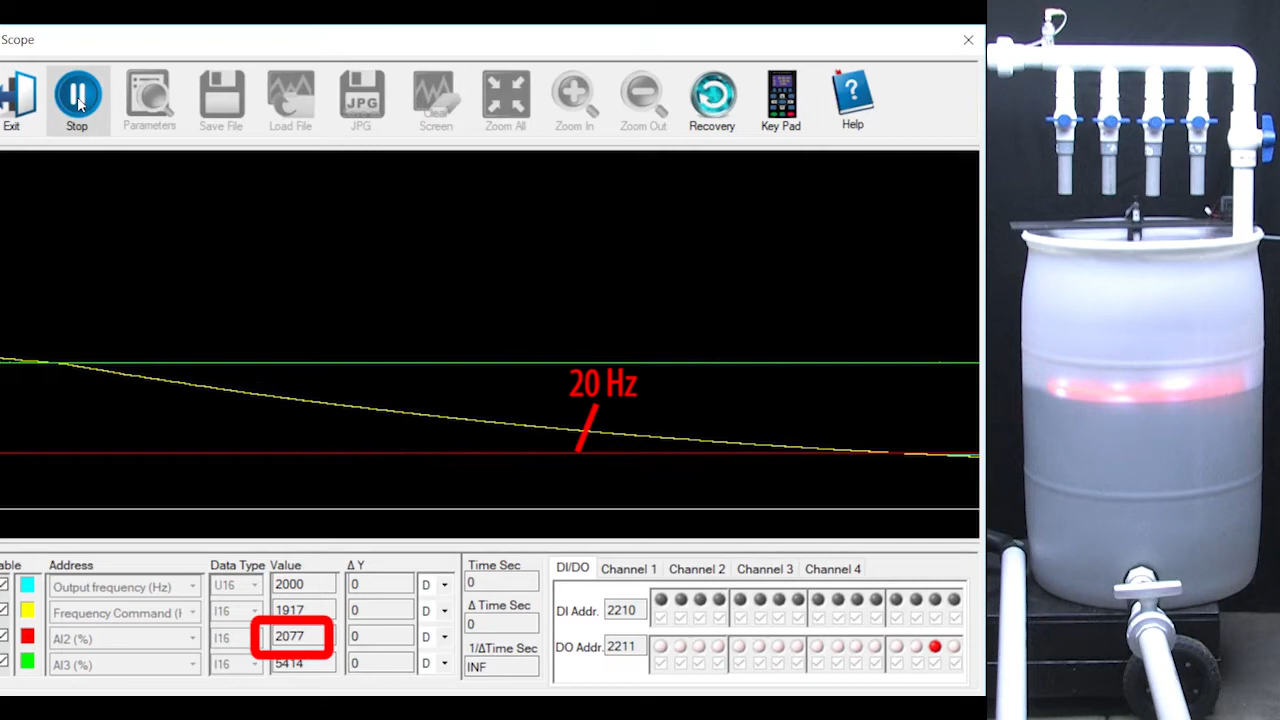 Scope
Exit
Stop
Parameters
Save File
Load File
JPG
JPG
Clear
Screen
Zoom All
Zoom In
Zoom Out
Recovery
Key Pad
?
Help
20 Hz
able
Address
Data Type
Value
Δ Y
Output frequency (Hz)
U16
2000
0
D
Frequency Command (H
I16
1917
0
D
AI2 (%)
I16
2077
0
D
AI3 (%)
I16
5414
0
D
Time Sec
0
Δ Time Sec
0
1/ΔTime Sec
INF
DI/DO
Channel 1
Channel 2
Channel 3
Channel 4
DI Addr.
2210
DO Addr.
2211